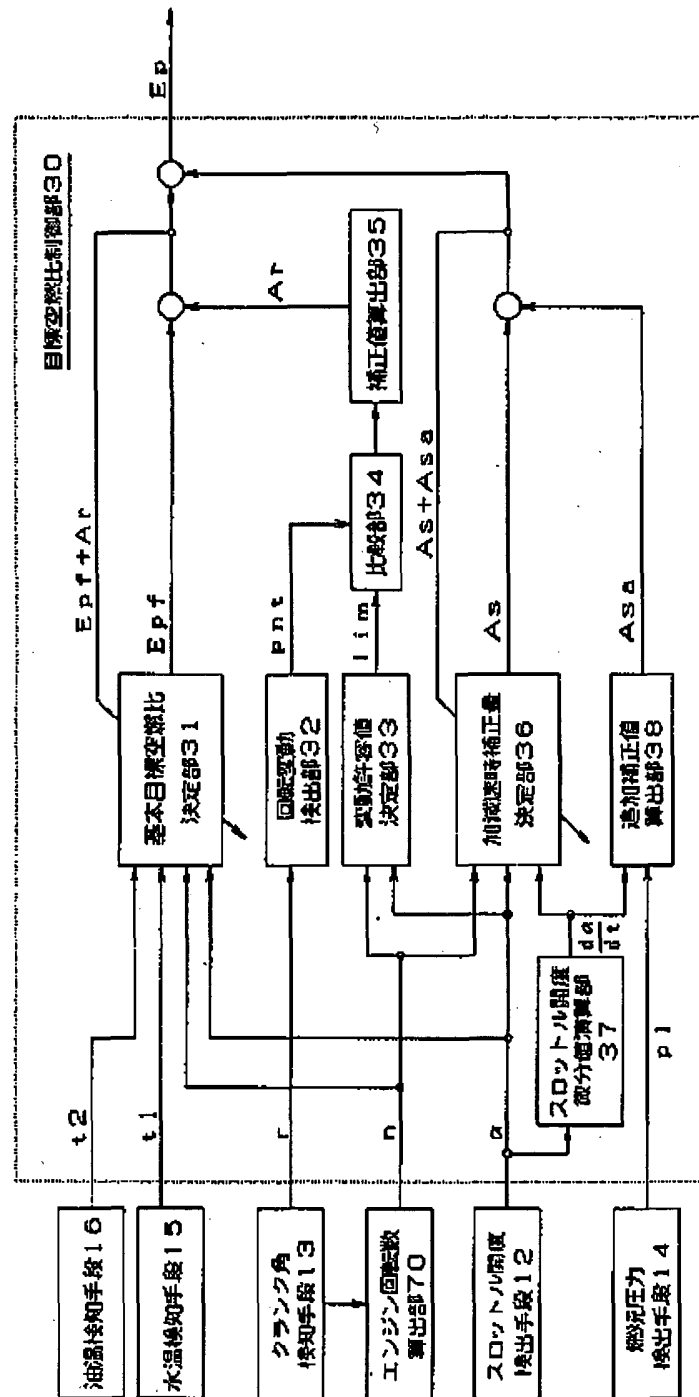 目標空燃比制御部30
油温検知手段16
水温検知手段15
クランク角
検知手段13
エンジン回転数
算出部70
スロットル開度
検出手段12
燃焼圧力
検出手段14
t2
t1
r
n
α
p1
基本目標空燃比
決定部31
回転変動
検出部32
変動許容値
決定部33
加減速時補正量
決定部36
スロットル開度
微分値演算部
37
dα
dt
追加補正値
算出部38
Epf+Ar
Epf
pnt
lim
比較部34
補正値算出部35
Ar
As+Asa
As
Asa
Ep